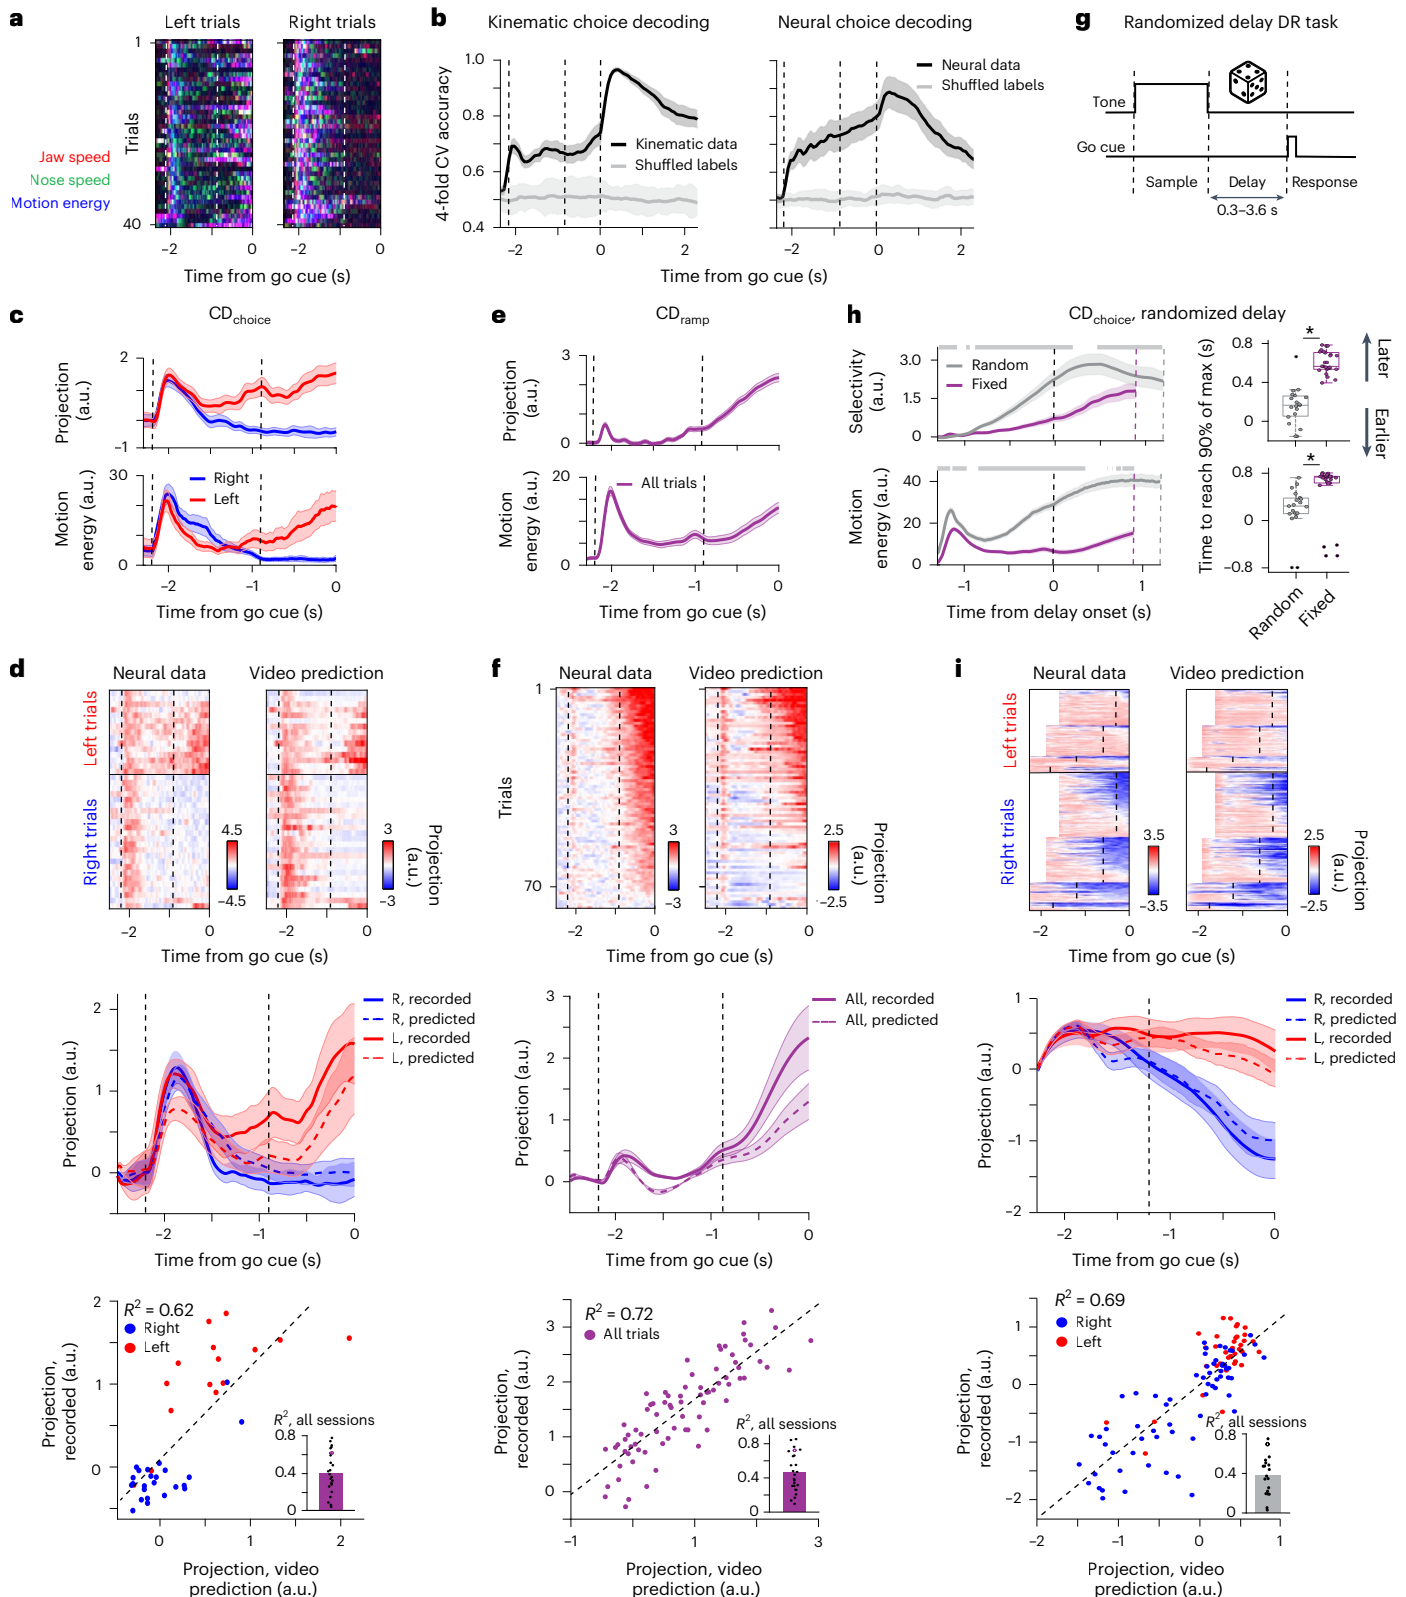 a
Left trials
Right trials
1
Trials
40
Jaw speed
Nose speed
Motion energy
−2
0
−2
0
Time from go cue (s)
b
Kinematic choice decoding
Neural choice decoding
4-fold CV accuracy
1.0
0.8
0.6
0.4
Kinematic data
Shuffled labels
Neural data
Shuffled labels
−2
0
2
−2
0
2
Time from go cue (s)
g
Randomized delay DR task
Tone
Go cue
Sample
Delay
Response
0.3–3.6 s
c
CDchoice
Projection
(a.u.)
2
−1
Motion
energy (a.u.)
30
0
Right
Left
−2
−1
0
Time from go cue (s)
e
CDramp
Projection
(a.u.)
3
0
Motion
energy (a.u.)
20
0
All trials
−2
−1
0
Time from go cue (s)
h
CDchoice, randomized delay
Selectivity
(a.u.)
3.0
1.5
0
Random
Fixed
Motion
energy (a.u.)
40
20
0
−1
0
1
Time from delay onset (s)
Time to reach 90% of max (s)
0.8
0.4
0
*
Later
Earlier
0.8
0
−0.8
*
Random
Fixed
d
Neural data
Video prediction
Left trials
Right trials
4.5
−4.5
3
−3
Projection
(a.u.)
−2
0
−2
0
Time from go cue (s)
Projection (a.u.)
2
1
0
R, recorded
R, predicted
L, recorded
L, predicted
−2
−1
0
Time from go cue (s)
Projection,
recorded (a.u.)
2
1
0
R2 = 0.62
Right
Left
R2, all sessions
0.8
0.4
0
0
1
2
Projection, video
prediction (a.u.)
f
Neural data
Video prediction
Trials
1
70
3
−3
2.5
−2.5
Projection
(a.u.)
−2
0
−2
0
Time from go cue (s)
Projection (a.u.)
3
2
1
0
All, recorded
All, predicted
−2
−1
0
Time from go cue (s)
Projection,
recorded (a.u.)
3
2
1
0
R2 = 0.72
All trials
R2, all sessions
0.8
0.4
0
−1
1
3
Projection, video
prediction (a.u.)
i
Neural data
Video prediction
Left trials
Right trials
3.5
−3.5
2.5
−2.5
Projection
(a.u.)
−2
0
−2
0
Time from go cue (s)
Projection (a.u.)
1
0
−1
−2
R, recorded
R, predicted
L, recorded
L, predicted
−2
−1
0
Time from go cue (s)
Projection,
recorded (a.u.)
1
0
−1
−2
R2 = 0.69
Right
Left
R2, all sessions
0.8
0.4
0
−2
−1
0
1
Projection, video
prediction (a.u.)